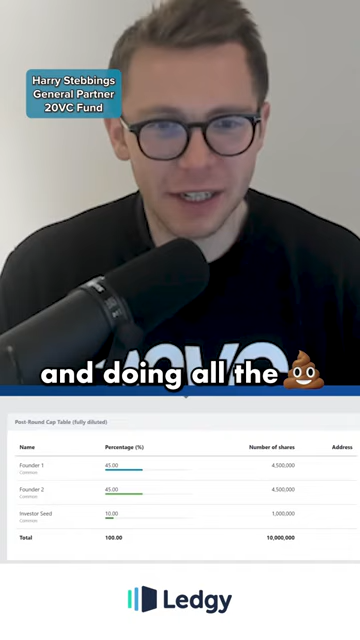 Harry Stebbings
General Partner
20VC Fund
and doing all the 💩
Post-Round Cap Table (fully diluted)
Name Percentage (%) Number of shares Address
Founder 1 45.00 4,500,000
Common
Founder 2 45.00 4,500,000
Common
Investor Seed 10.00 1,000,000
Common
Total 100.00 10,000,000
Ledgy